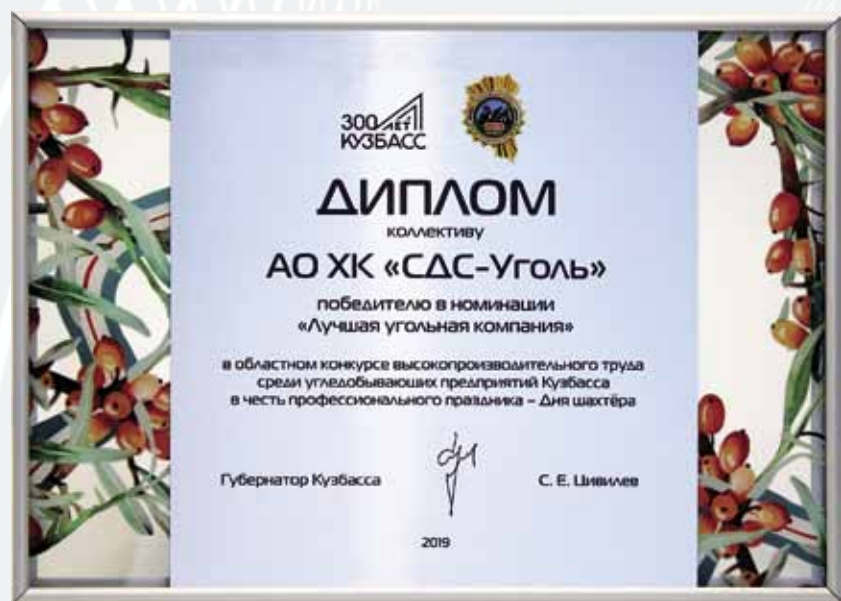 300 ЛЕТ
КУЗБАСС
ДИПЛОМ
коллективу
АО ХК «СДС-Уголь»
победителю в номинации
«Лучшая угольная компания»
в областном конкурсе высокопроизводительного труда
среди угледобывающих предприятий Кузбасса
в честь профессионального праздника – Дня шахтёра
Губернатор Кузбасса С. Е. Цивилев
2019